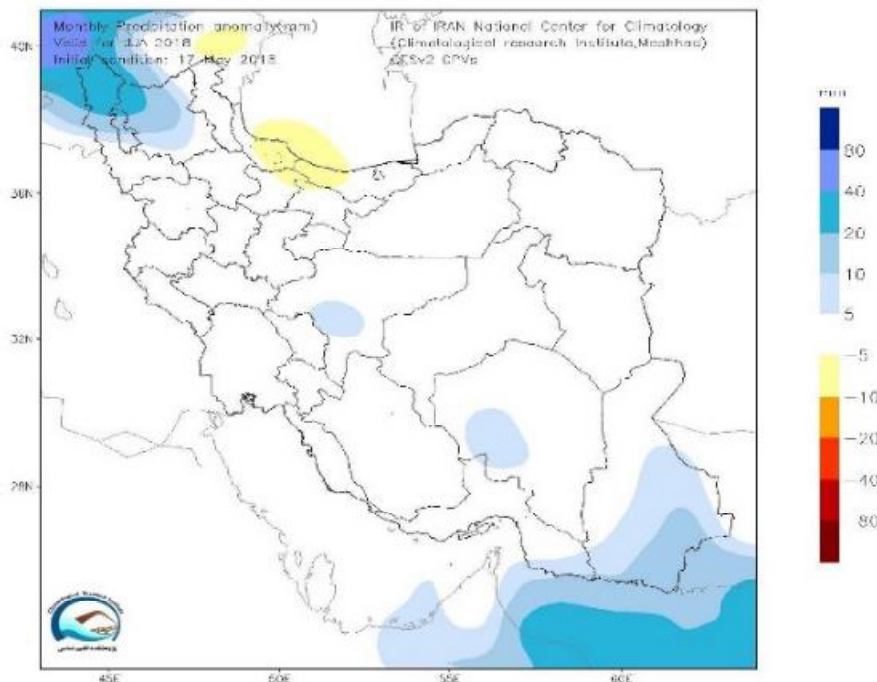 Monthly Precipitation anomaly(mm)
Valid for JJA 2018
Initial condition: 17 May 2018
IR of IRAN National Center for Climatology
(Climatological research Institute,Mashhad)
CFSv2 GPVs
40N
36N
32N
28N
45E
50E
55E
60E
mm
80
40
20
10
5
-5
-10
-20
-40
-80